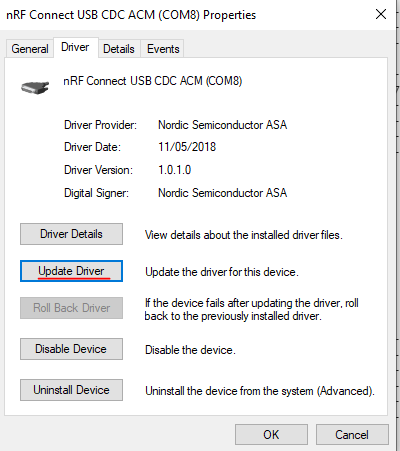 nRF Connect USB CDC ACM (COM8) Properties
General Driver Details Events
nRF Connect USB CDC ACM (COM8)
Driver Provider: Nordic Semiconductor ASA
Driver Date: 11/05/2018
Driver Version: 1.0.1.0
Digital Signer: Nordic Semiconductor ASA
Driver Details View details about the installed driver files.
Update Driver Update the driver for this device.
Roll Back Driver If the device fails after updating the driver, roll
back to the previously installed driver.
Disable Device Disable the device.
Uninstall Device Uninstall the device from the system (Advanced).
OK Cancel